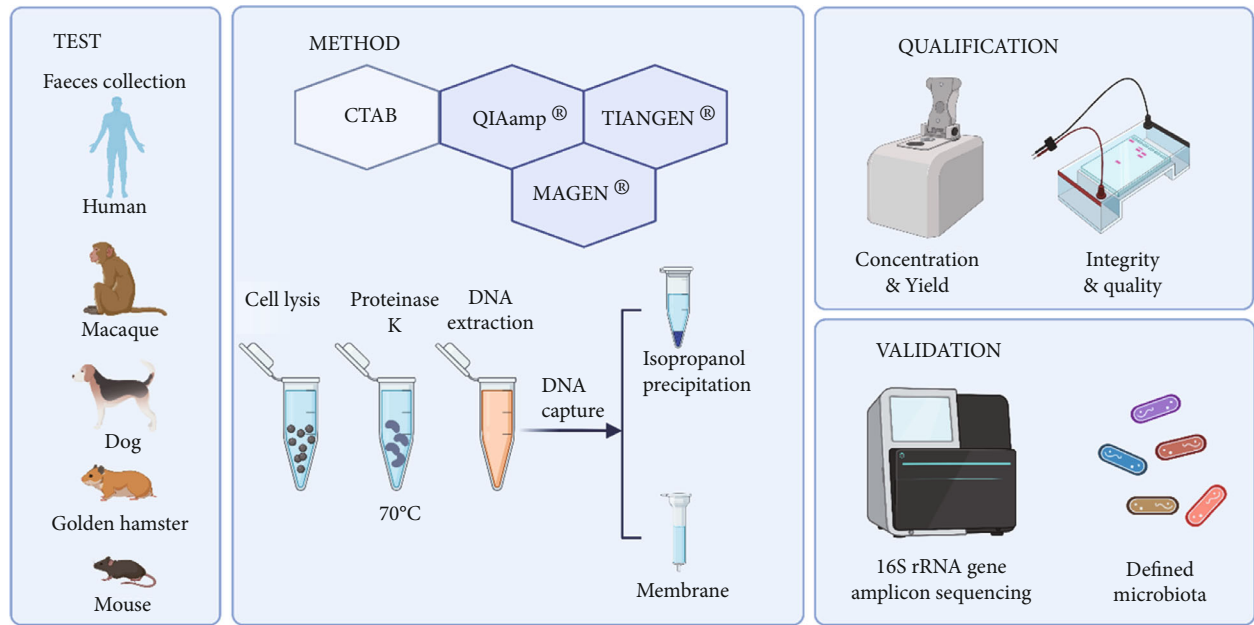 TEST
Faeces collection
Human
Macaque
Dog
Golden hamster
Mouse
METHOD
CTAB
QIAamp ®
TIANGEN ®
MAGEN ®
Cell lysis
Proteinase
K
DNA
extraction
70°C
DNA
capture
Isopropanol
precipitation
Membrane
QUALIFICATION
Concentration
& Yield
Integrity
& quality
VALIDATION
16S rRNA gene
amplicon sequencing
Defined
microbiota